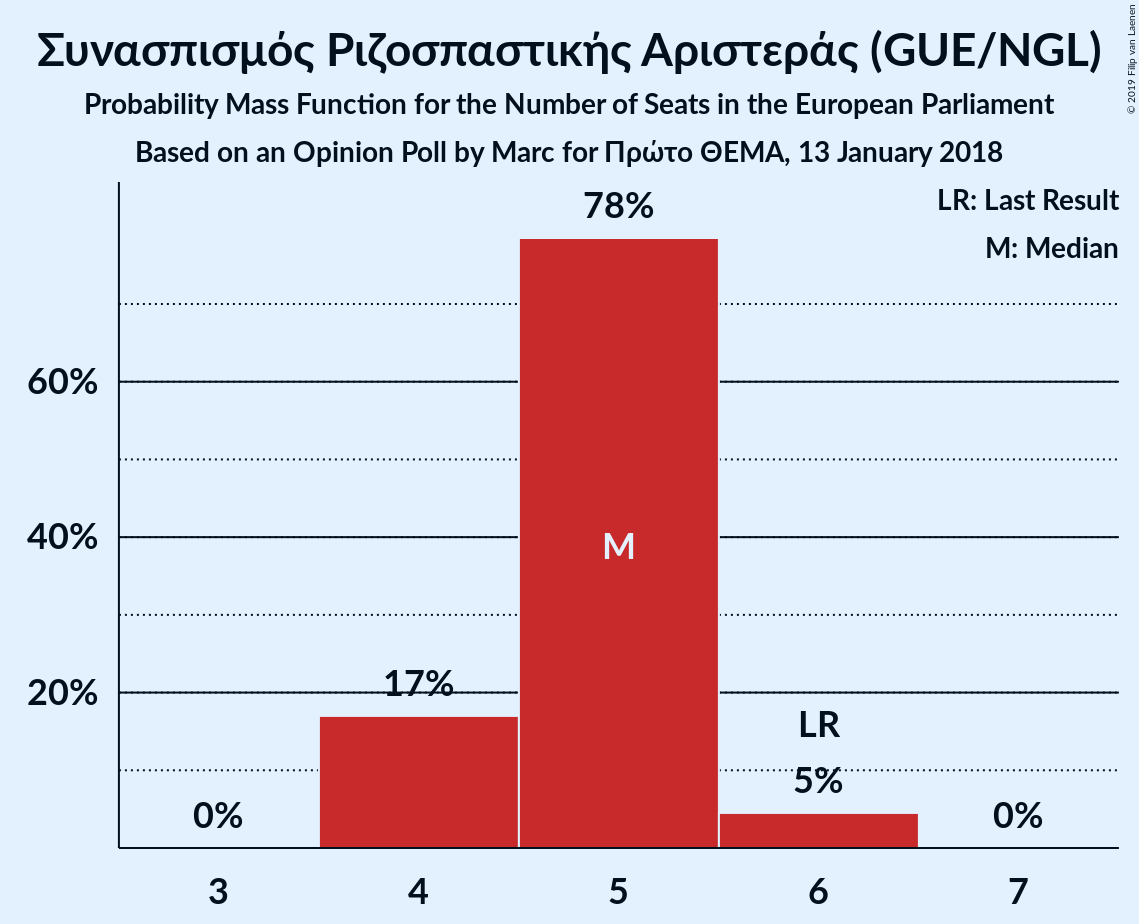 Συνασπισμός Ριζοσπαστικής Αριστεράς (GUE/NGL)
Probability Mass Function for the Number of Seats in the European Parliament
Based on an Opinion Poll by Marc for Πρώτο ΘΕΜΑ, 13 January 2018
© 2019 Filip van Laenen
LR: Last Result
M: Median
78%
60%
40%
M
20%
17%
LR
5%
0%
0%
3
4
5
6
7